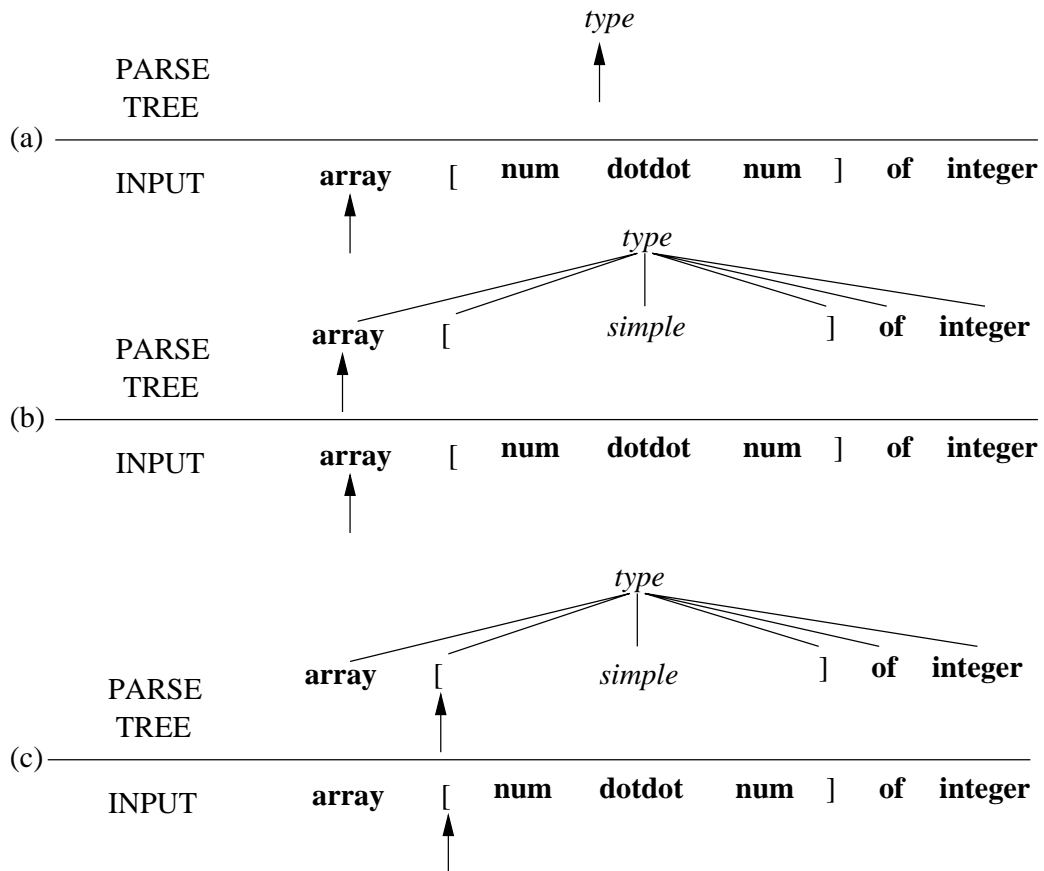 type
PARSE
TREE
(a)
INPUT array [ num dotdot num ] of integer
type
array [ simple ] of integer
PARSE
TREE
(b)
INPUT array [ num dotdot num ] of integer
type
array [ simple ] of integer
PARSE
TREE
(c)
INPUT array [ num dotdot num ] of integer